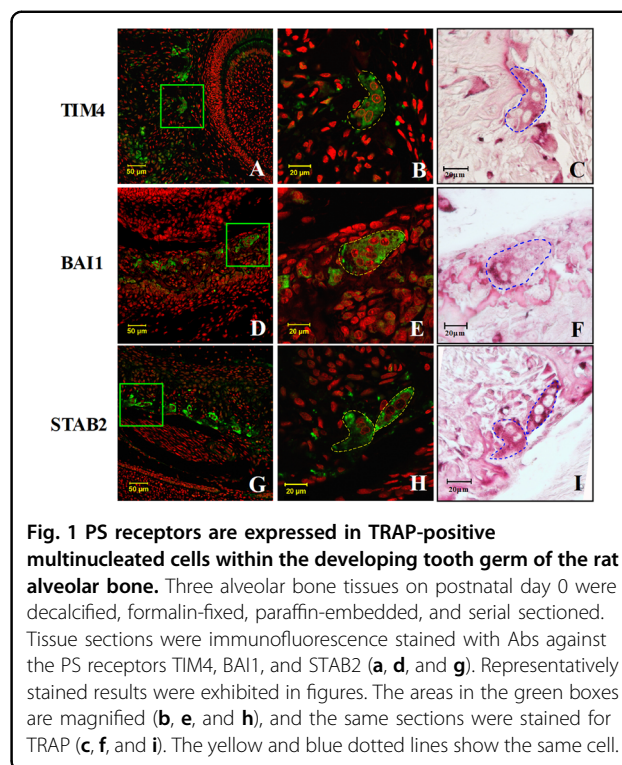 TIM4
50 µm
A
20 µm
B
20µm
C
BAI1
50 µm
D
20 µm
E
20µm
F
STAB2
50 µm
G
20 µm
H
20µm
I
Fig. 1 PS receptors are expressed in TRAP-positive
multinucleated cells within the developing tooth germ of the rat
alveolar bone. Three alveolar bone tissues on postnatal day 0 were
decalcified, formalin-fixed, paraffin-embedded, and serial sectioned.
Tissue sections were immunofluorescence stained with Abs against
the PS receptors TIM4, BAI1, and STAB2 (a, d, and g). Representatively
stained results were exhibited in figures. The areas in the green boxes
are magnified (b, e, and h), and the same sections were stained for
TRAP (c, f, and i). The yellow and blue dotted lines show the same cell.